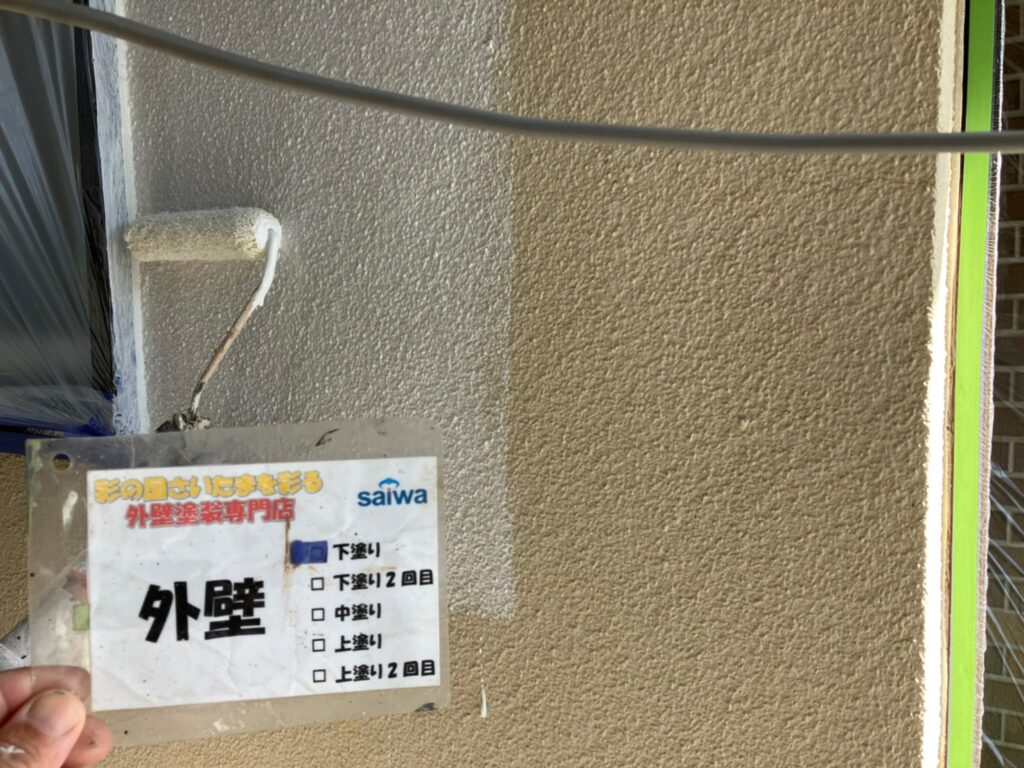 彩の国さいたまを彩る
外壁塗装専門店
saiwa
外壁
下塗り
□ 下塗り2回目
□ 中塗り
□ 上塗り
□ 上塗り2回目